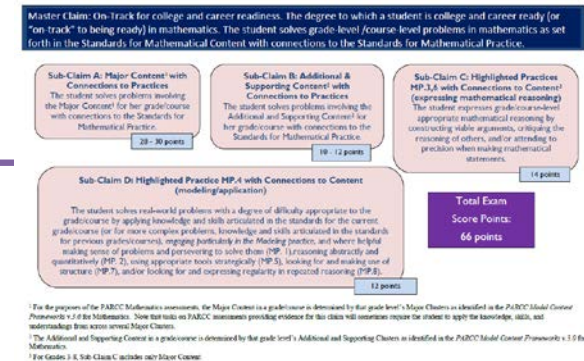 Master Claim: On-Track for college and career readiness. The degree to which a student is college and career ready (or
"on-track" to being ready) in mathematics. The student solves grade-level /course-level problems in mathematics as set
forth in the Standards for Mathematical Content with connections to the Standards for Mathematical Practice.
Sub-Claim A: Major Content¹ with
Connections to Practices
The student solves problems involving
the Major Content¹ for her grade/course
with connections to the Standards for
Mathematical Practice.
28 - 30 points
Sub-Claim B: Additional &
Supporting Content² with
Connections to Practices
The student solves problems involving the
Additional and Supporting Content² for
her grade/course with connections to the
Standards for Mathematical Practice.
10 - 12 points
Sub-Claim C: Highlighted Practices
MP.3,6 with Connections to Content³
(expressing mathematical reasoning)
The student expresses grade/course-level
appropriate mathematical reasoning by
constructing viable arguments, critiquing the
reasoning of others, and/or attending to
precision when making mathematical
statements.
14 points
Sub-Claim D: Highlighted Practice MP.4 with Connections to Content
(modeling/application)
The student solves real-world problems with a degree of difficulty appropriate to the
grade/course by applying knowledge and skills articulated in the standards for the current
grade/course (or for more complex problems, knowledge and skills articulated in the standards
for previous grades/courses), engaging particularly in the Modeling practice, and where helpful
making sense of problems and persevering to solve them (MP. 1),reasoning abstractly and
quantitatively (MP. 2), using appropriate tools strategically (MP.5), looking for and making use of
structure (MP.7), and/or looking for and expressing regularity in repeated reasoning (MP.8).
12 points
Total Exam
Score Points:
66 points
¹ For the purposes of the PARCC Mathematics assessments, the Major Content in a grade/course is determined by that grade level's Major Clusters as identified in the PARCC Model Content
Frameworks v.3.0 for Mathematics. Note that tasks on PARCC assessments providing evidence for this claim will sometimes require the student to apply the knowledge, skills, and
understandings from across several Major Clusters.
² The Additional and Supporting Content in a grade/course is determined by that grade level's Additional and Supporting Clusters as identified in the PARCC Model Content Frameworks v.3.0 for
Mathematics.
³ For Grades 3-8, Sub-Claim C includes only Major Content.